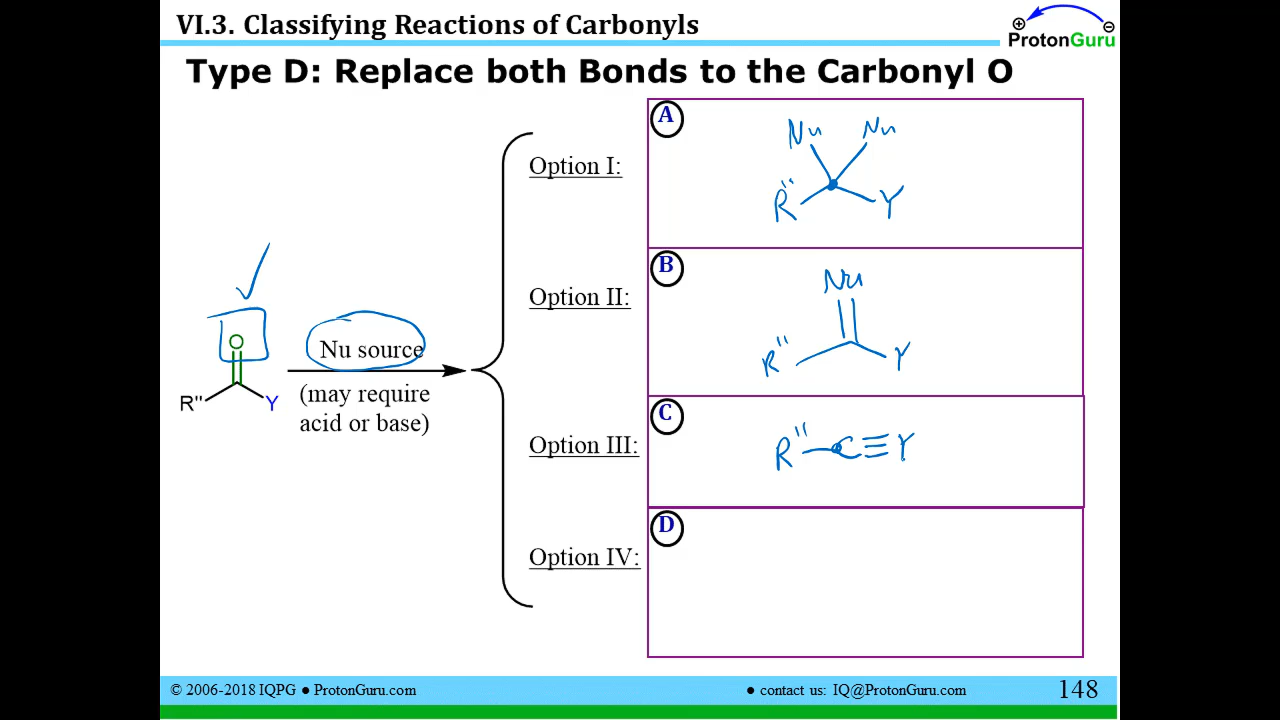 VI.3. Classifying Reactions of Carbonyls
⊕ ⊖
ProtonGuru
Type D: Replace both Bonds to the Carbonyl O
A
Nu Nu
Option I:
R" Y
B
Nu
Option II:
R" Y
O
Nu source
R" Y
(may require
acid or base)
C
Option III:
R"-C≡Y
D
Option IV:
© 2006-2018 IQPG ● ProtonGuru.com
● contact us: IQ@ProtonGuru.com
148